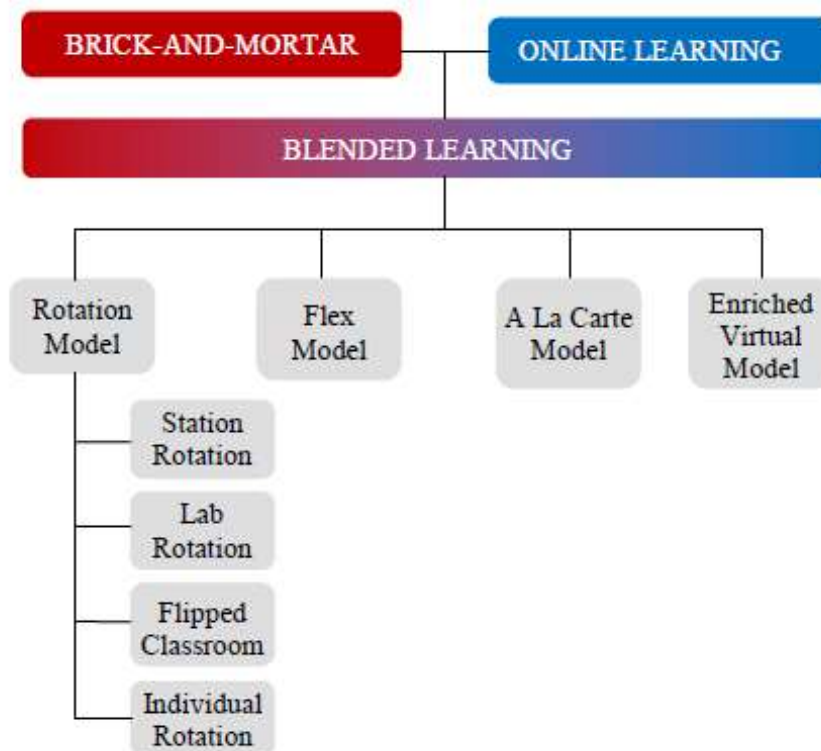 BRICK-AND-MORTAR
ONLINE LEARNING
BLENDED LEARNING
Rotation
Model
Flex
Model
A La Carte
Model
Enriched
Virtual
Model
Station
Rotation
Lab
Rotation
Flipped
Classroom
Individual
Rotation